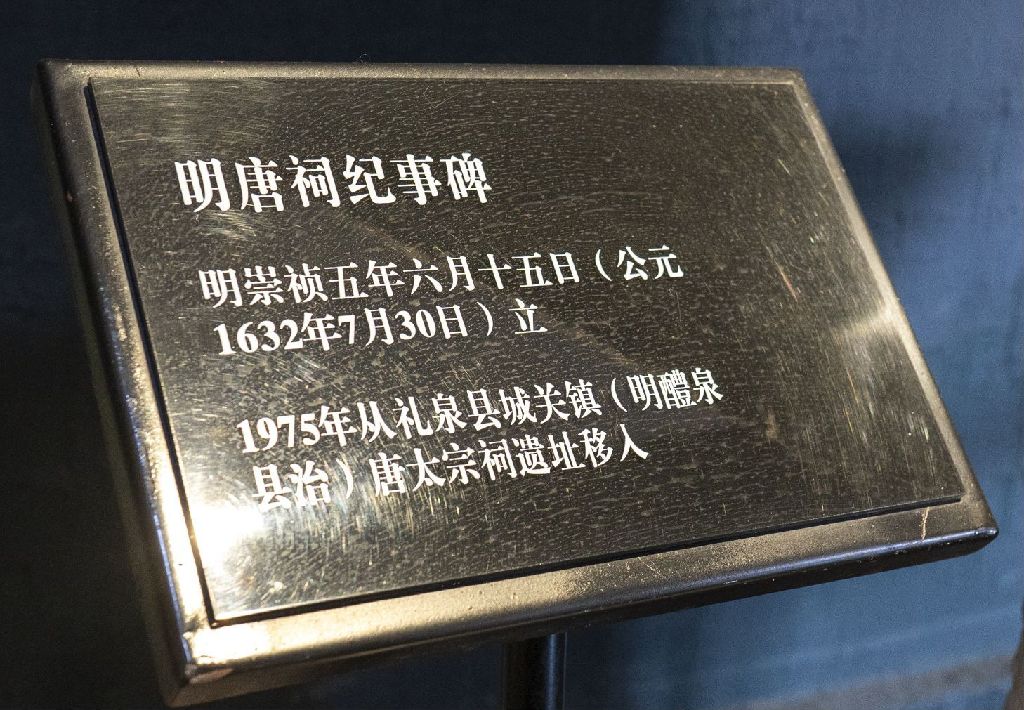 明唐祠纪事碑
明崇祯五年六月十五日（公元
1632年7月30日）立
1975年从礼泉县城关镇（明醴泉
县治）唐太宗祠遗址移入